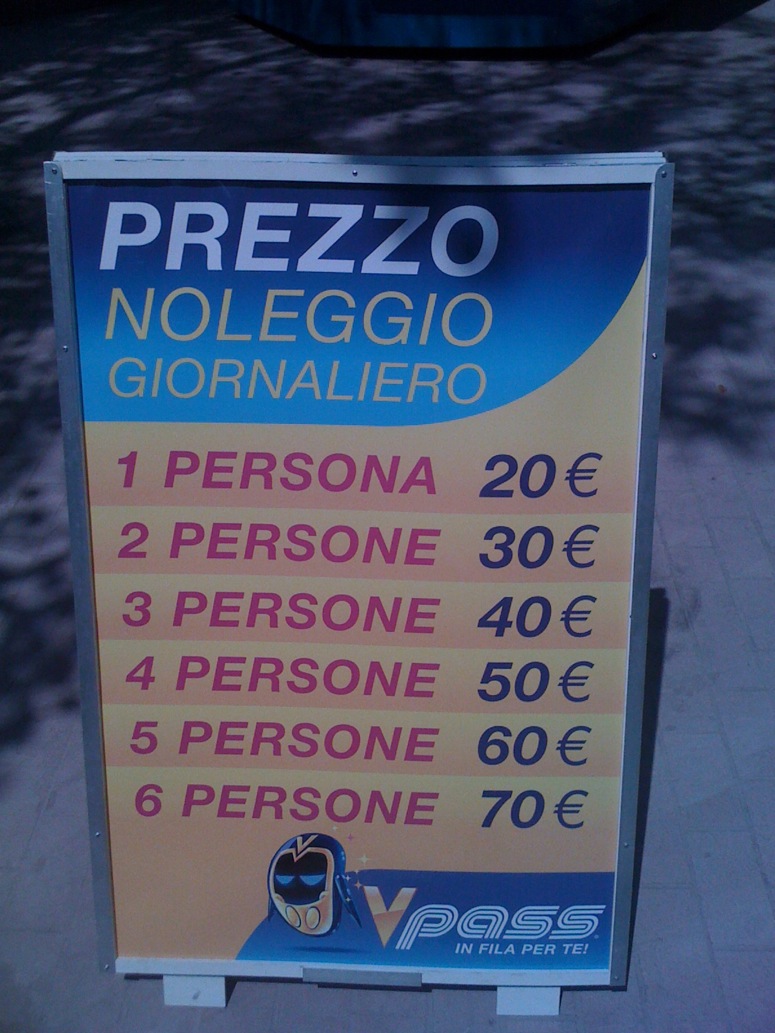 PREZZO
NOLEGGIO
GIORNALIERO
1 PERSONA 20 €
2 PERSONE 30 €
3 PERSONE 40 €
4 PERSONE 50 €
5 PERSONE 60 €
6 PERSONE 70 €
Vpass
IN FILA PER TE!